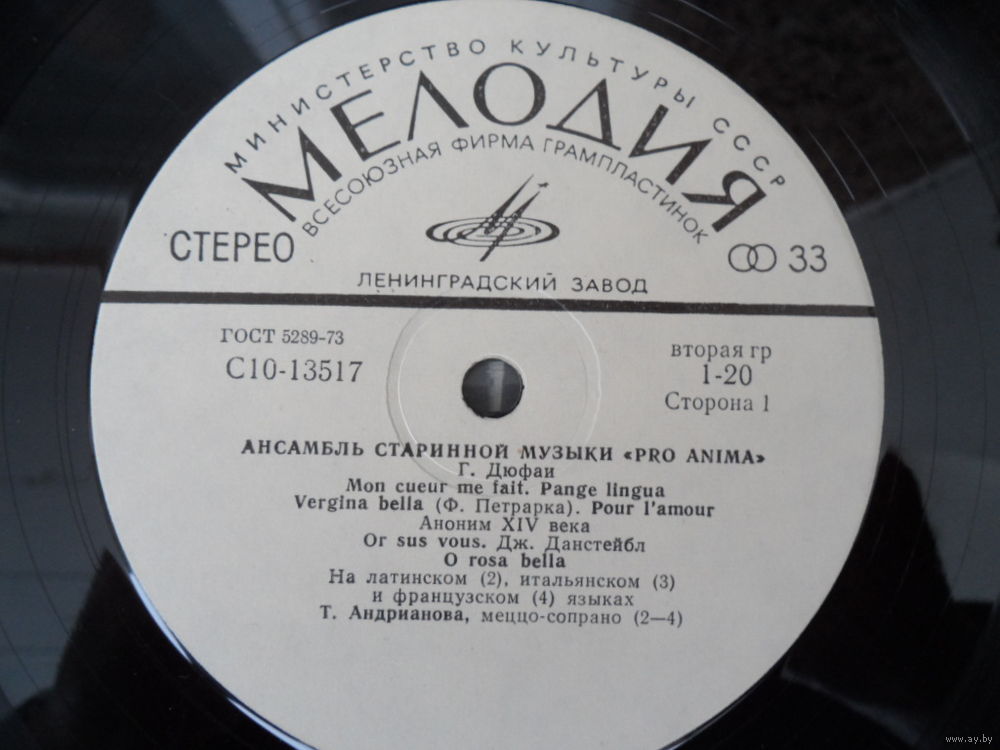 МИНИСТЕРСТВО КУЛЬТУРЫ СССР
МЕЛОДИЯ
ВСЕСОЮЗНАЯ ФИРМА ГРАМПЛАСТИНОК
СТЕРЕО
33
ЛЕНИНГРАДСКИЙ ЗАВОД
ГОСТ 5289-73
С10-13517
вторая гр
1-20
Сторона 1
АНСАМБЛЬ СТАРИННОЙ МУЗЫКИ «PRO ANIMA»
Г. Дюфаи
Mon cueur me fait. Pange lingua
Vergina bella (Ф. Петрарка). Pour l'amour
Аноним XIV века
Or sus vous. Дж. Данстейбл
O rosa bella
На латинском (2), итальянском (3)
и французском (4) языках
Т. Андрианова, меццо-сопрано (2—4)
www.ay.by